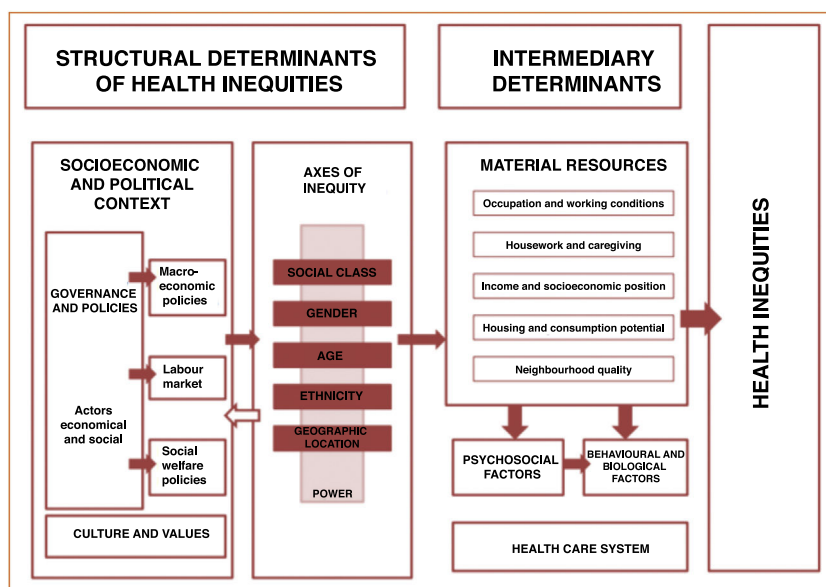 STRUCTURAL DETERMINANTS
OF HEALTH INEQUITIES
INTERMEDIARY
DETERMINANTS
SOCIOECONOMIC
AND POLITICAL
CONTEXT
GOVERNANCE
AND POLICIES
Actors
economical
and social
Macro-
economic
policies
Labour
market
Social
welfare
policies
CULTURE AND VALUES
AXES OF
INEQUITY
SOCIAL CLASS
GENDER
AGE
ETHNICITY
GEOGRAPHIC
LOCATION
POWER
MATERIAL RESOURCES
Occupation and working conditions
Housework and caregiving
Income and socioeconomic position
Housing and consumption potential
Neighbourhood quality
PSYCHOSOCIAL
FACTORS
BEHAVIOURAL AND
BIOLOGICAL
FACTORS
HEALTH CARE SYSTEM
HEALTH INEQUITIES